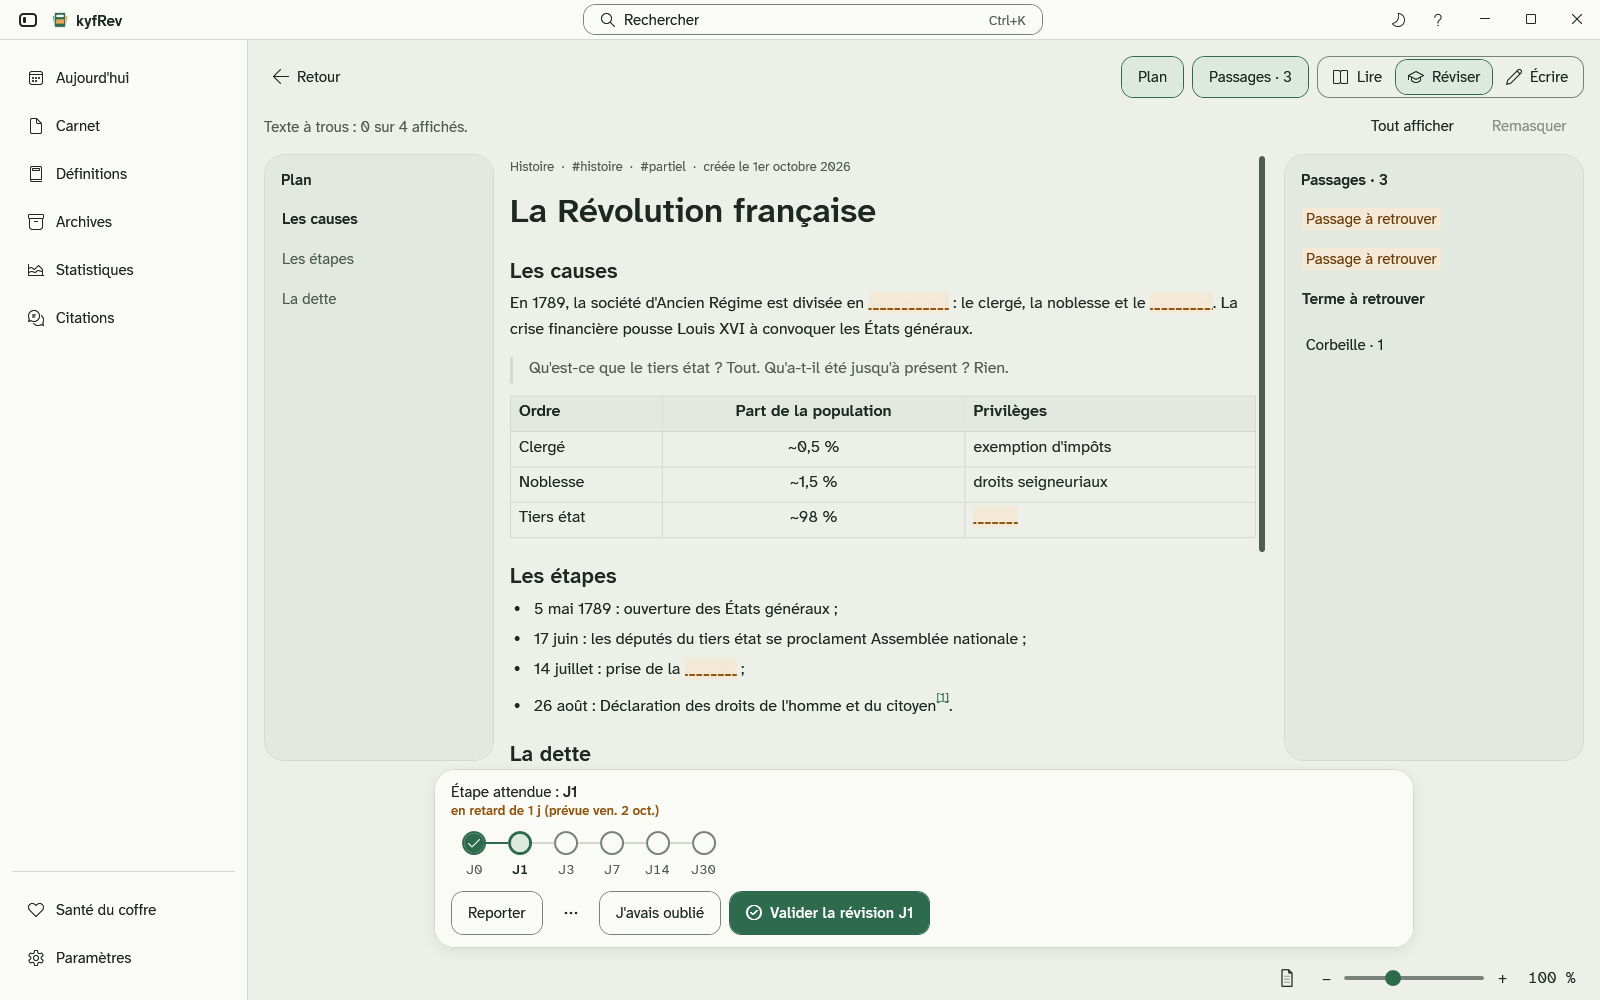 kyfRev
Rechercher
Ctrl+K
?
Aujourd'hui
Carnet
Définitions
Archives
Statistiques
Citations
Santé du coffre
Paramètres
Retour
Plan
Passages · 3
Lire
Réviser
Écrire
Texte à trous : 0 sur 4 affichés.
Tout afficher
Remasquer
Plan
Les causes
Les étapes
La dette
Histoire · #histoire · #partiel · créée le 1er octobre 2026
La Révolution française
Les causes
En 1789, la société d'Ancien Régime est divisée en : le clergé, la noblesse et le . La
crise financière pousse Louis XVI à convoquer les États généraux.
Qu'est-ce que le tiers état ? Tout. Qu'a-t-il été jusqu'à présent ? Rien.
Ordre Part de la population Privilèges
Clergé ~0,5 % exemption d'impôts
Noblesse ~1,5 % droits seigneuriaux
Tiers état ~98 %
Les étapes
• 5 mai 1789 : ouverture des États généraux ;
• 17 juin : les députés du tiers état se proclament Assemblée nationale ;
• 14 juillet : prise de la ;
• 26 août : Déclaration des droits de l'homme et du citoyen[1].
La dette
Passages · 3
Passage à retrouver
Passage à retrouver
Terme à retrouver
Corbeille · 1
Étape attendue : J1
en retard de 1 j (prévue ven. 2 oct.)
J0 J1 J3 J7 J14 J30
Reporter
···
J'avais oublié
Valider la révision J1
− + 100 %